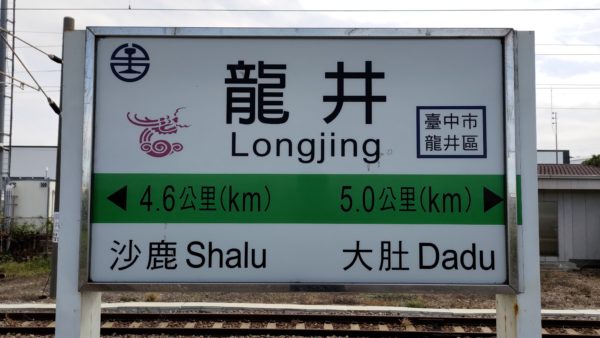 龍井
Longjing
臺中市
龍井區
4.6公里(km)
5.0公里(km)
沙鹿 Shalu
大肚 Dadu